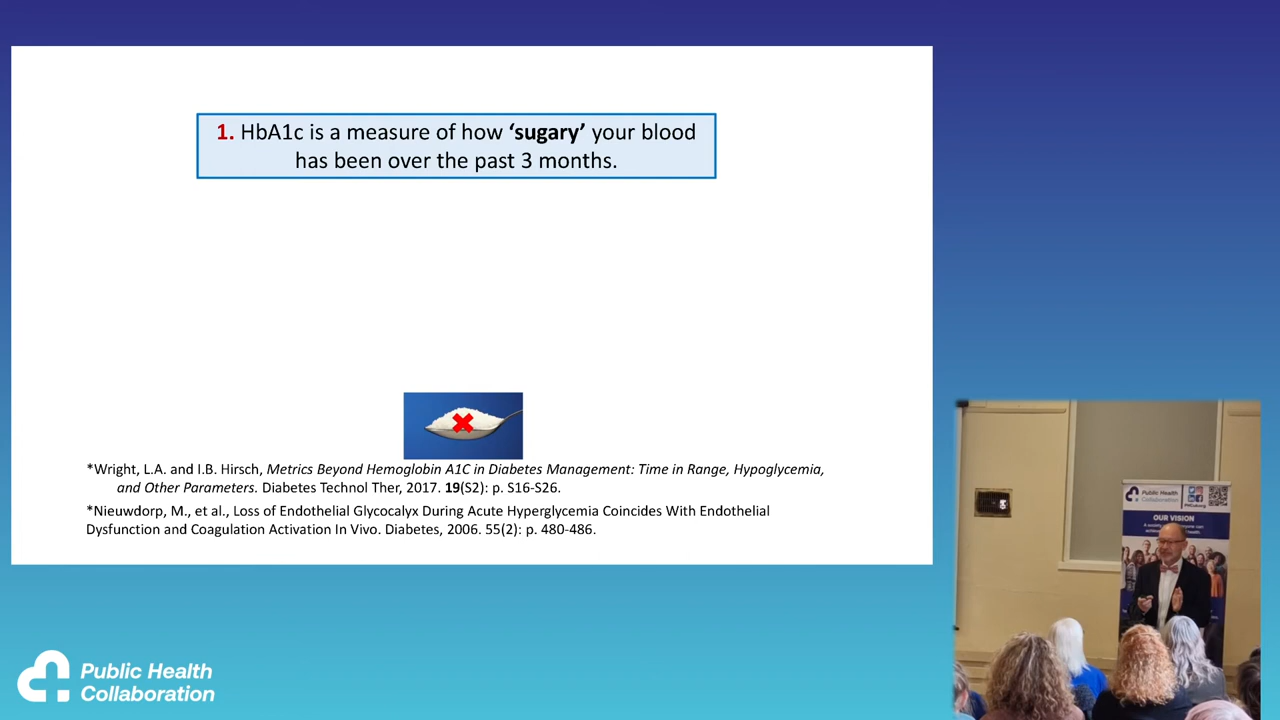 1. HbA1c is a measure of how ‘sugary’ your blood
has been over the past 3 months.
*Wright, L.A. and I.B. Hirsch, Metrics Beyond Hemoglobin A1C in Diabetes Management: Time in Range, Hypoglycemia,
and Other Parameters. Diabetes Technol Ther, 2017. 19(S2): p. S16-S26.
*Nieuwdorp, M., et al., Loss of Endothelial Glycocalyx During Acute Hyperglycemia Coincides With Endothelial
Dysfunction and Coagulation Activation In Vivo. Diabetes, 2006. 55(2): p. 480-486.
Public Health
Collaboration
OUR VISION
Public Health
Collaboration